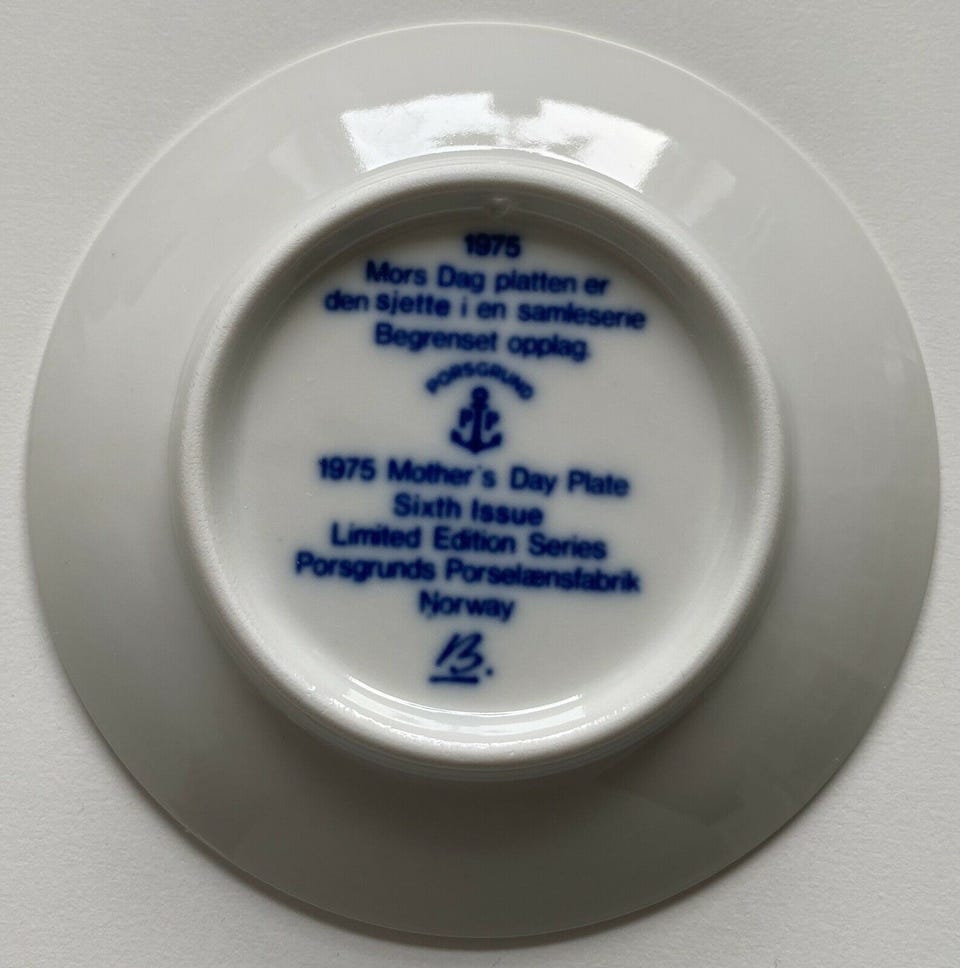 1975
Mors Dag platten er
den sjette i en samleserie
Begrenset opplag.
PORSGRUND
P P
1975 Mother's Day Plate
Sixth Issue
Limited Edition Series
Porsgrunds Porselænsfabrik
Norway
B.